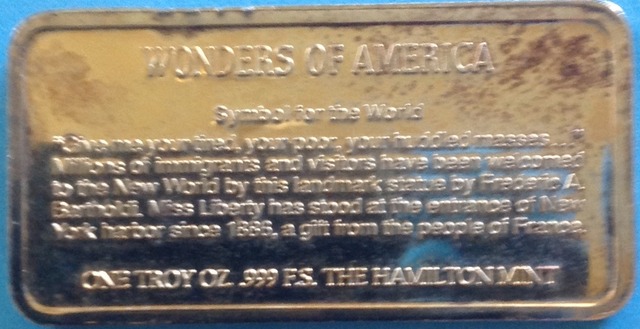 WONDERS OF AMERICA
Symbol for the World
"Give me your tired, your poor, your huddled masses..."
Millions of immigrants and visitors have been welcomed
to the New World by this landmark statue by Frederic A.
Bartholdi. Miss Liberty has stood at the entrance of New
York harbor since 1886, a gift from the people of France.
ONE TROY OZ .999 F.S. THE HAMILTON MINT